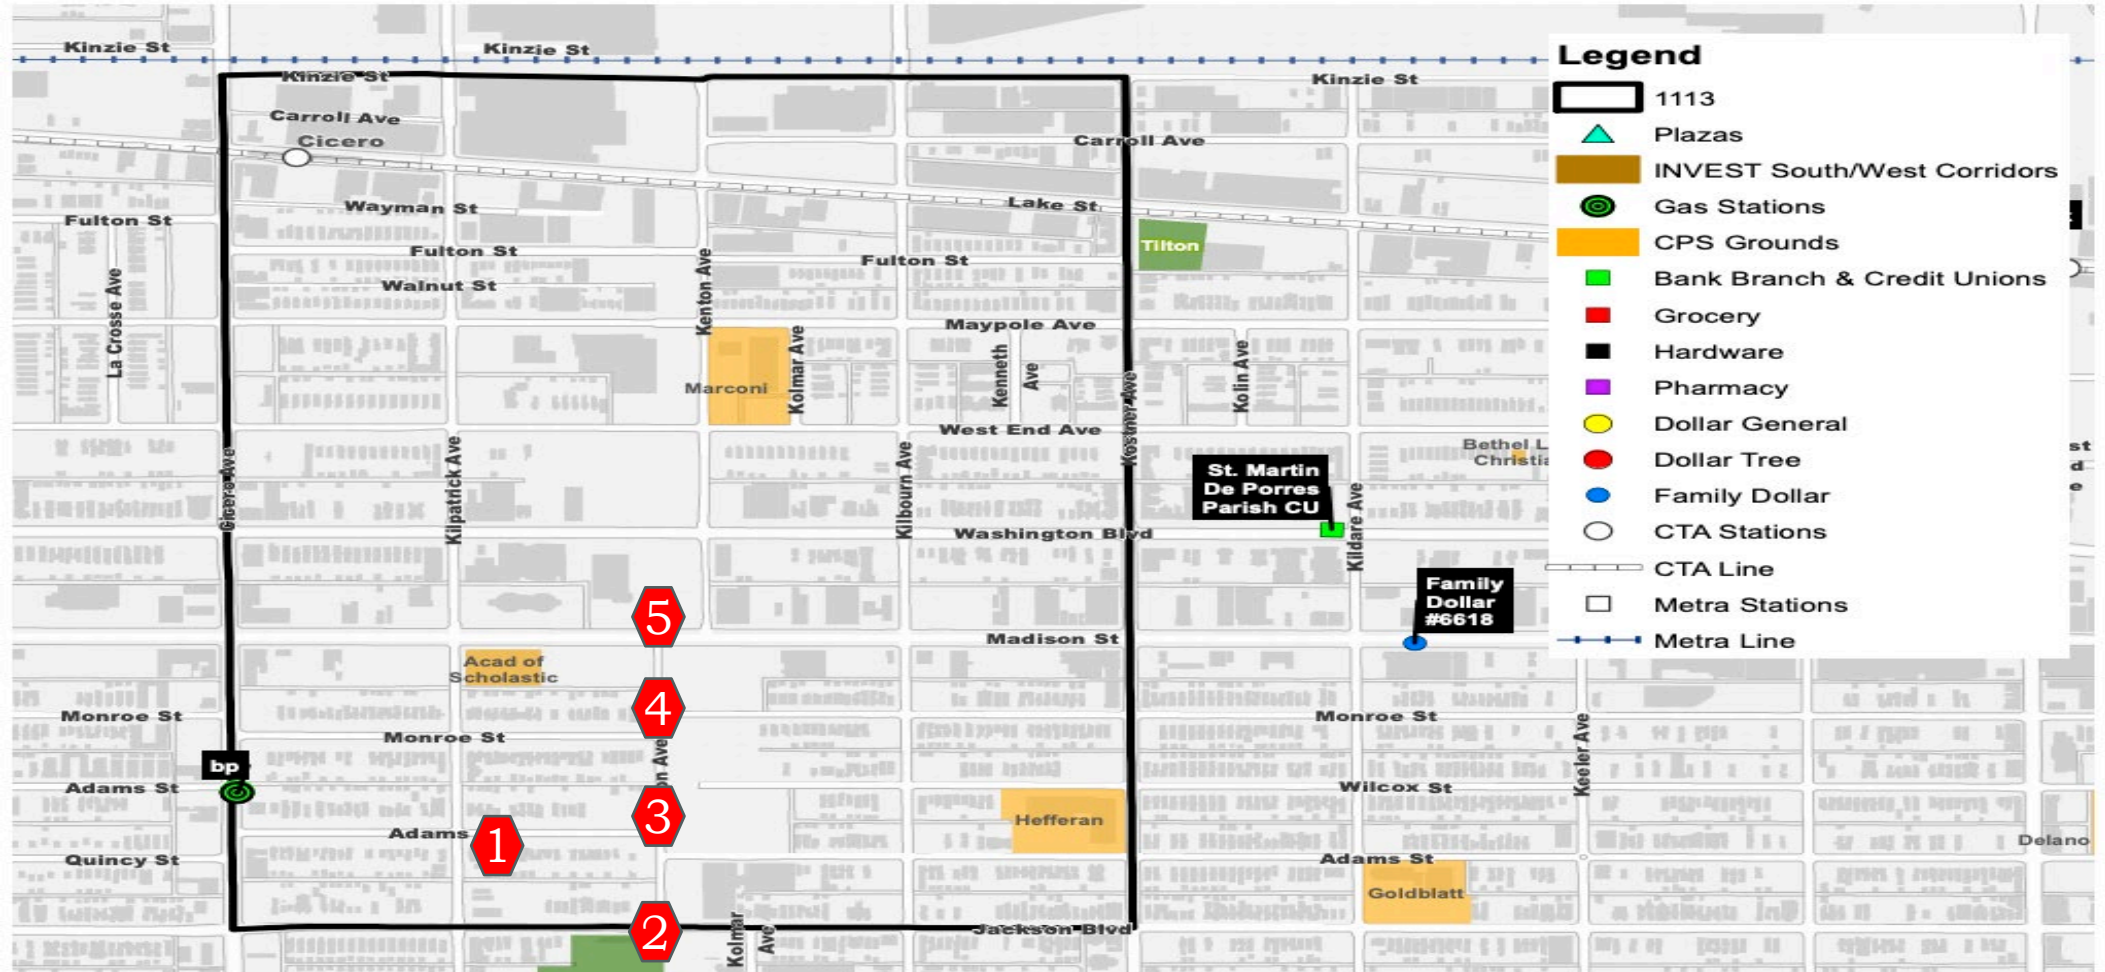 Kinzie St
Kinzie St
Kinzie St
Kinzie St
Carroll Ave
Cicero
Carroll Ave
Wayman St
Lake St
Fulton St
Fulton St
Fulton St
Walnut St
Tilton
La Crosse Ave
Kenton Ave
Maypole Ave
Marconi
Kolmar Ave
Kenneth
Ave
Kolin Ave
Kostner Ave
West End Ave
Cicero Ave
Kilpatrick Ave
Kilbourn Ave
Bethel L
Christia
St. Martin
De Porres
Parish CU
Washington Blvd
Kildare Ave
Family
Dollar
#6618
5
Madison St
Acad of
Scholastic
4
Monroe St
Monroe St
Monroe St
bp
on Ave
Keeler Ave
Adams St
Wilcox St
3
Hefferan
Adams
1
Quincy St
Adams St
Delano
Goldblatt
2
Kolmar
Ave
Jackson Blvd
st
d
e
Legend
1113
Plazas
INVEST South/West Corridors
Gas Stations
CPS Grounds
Bank Branch & Credit Unions
Grocery
Hardware
Pharmacy
Dollar General
Dollar Tree
Family Dollar
CTA Stations
CTA Line
Metra Stations
Metra Line